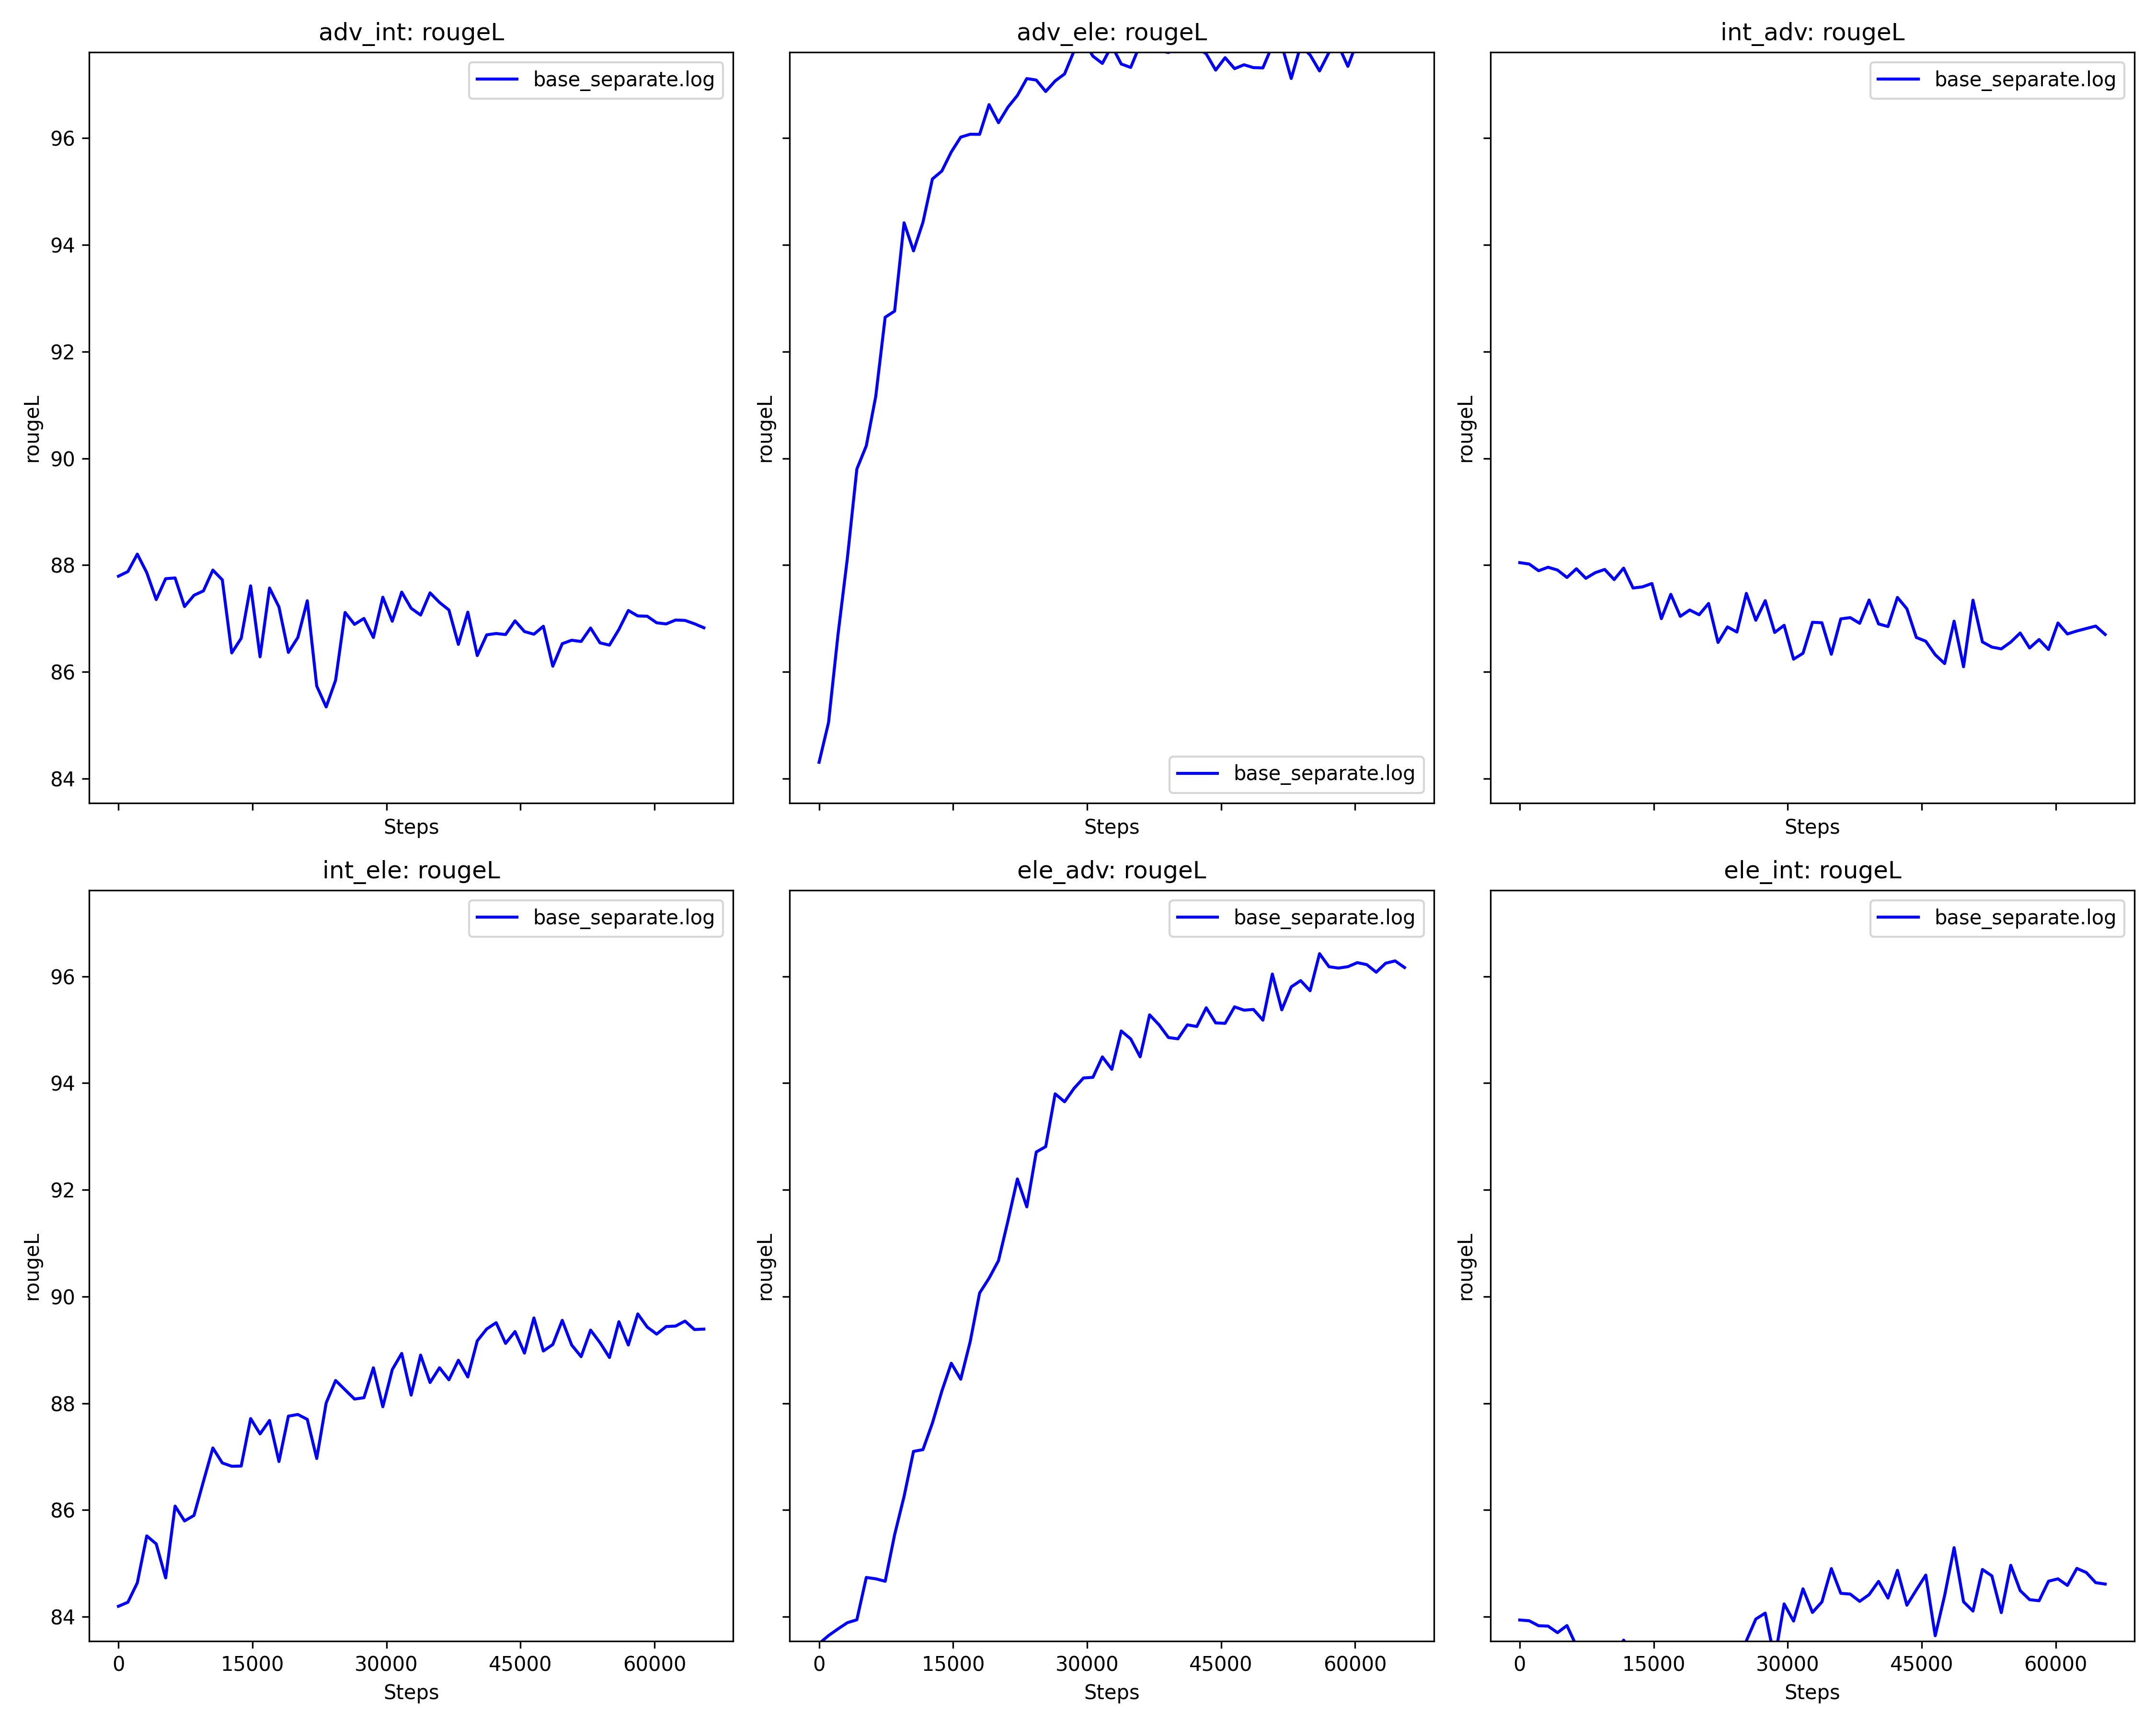 adv_int: rougeL
base_separate.log
96
94
92
90
88
86
84
rougeL
Steps
adv_ele: rougeL
rougeL
base_separate.log
Steps
int_adv: rougeL
base_separate.log
rougeL
Steps
int_ele: rougeL
base_separate.log
96
94
92
90
88
86
84
rougeL
0 15000 30000 45000 60000
Steps
ele_adv: rougeL
base_separate.log
rougeL
0 15000 30000 45000 60000
Steps
ele_int: rougeL
base_separate.log
rougeL
0 15000 30000 45000 60000
Steps